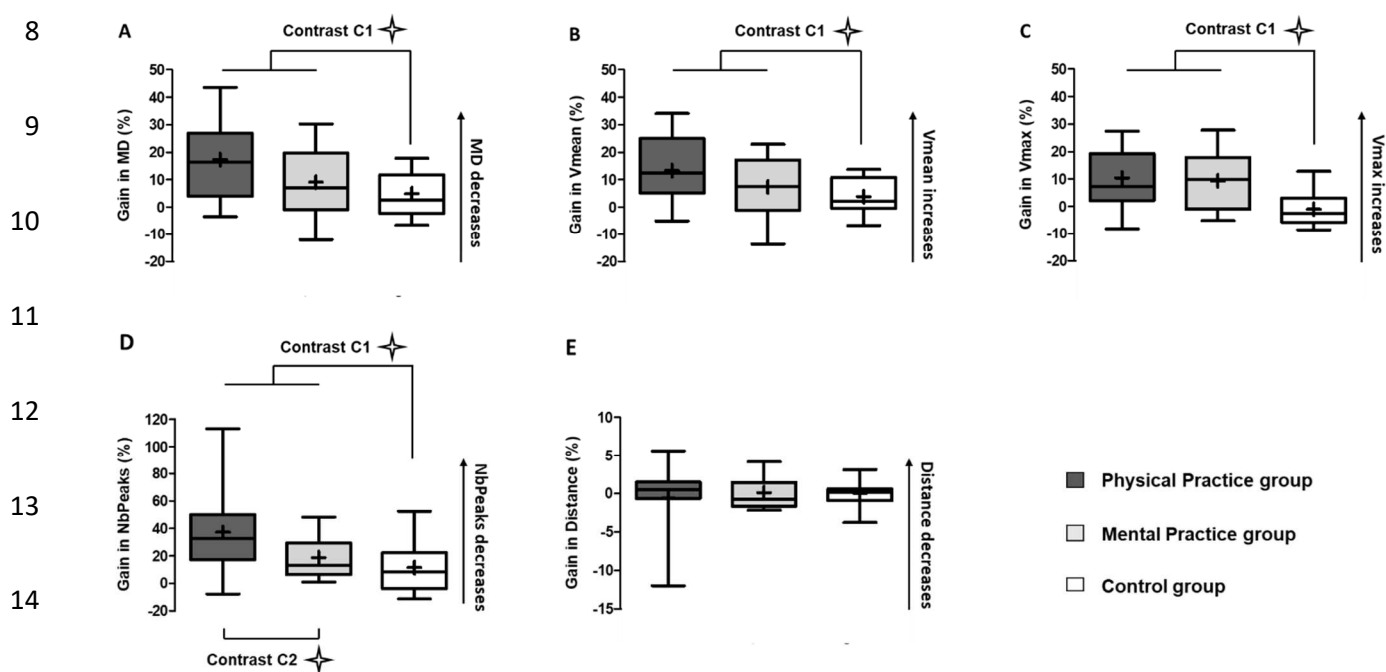 8
9
10
11
12
13
14
A
Contrast C1
Gain in MD (%)
50
40
30
20
10
0
-10
-20
MD decreases
B
Contrast C1
Gain in Vmean (%)
50
40
30
20
10
0
-10
-20
Vmean increases
C
Contrast C1
Gain in Vmax (%)
50
40
30
20
10
0
-10
-20
Vmax increases
D
Contrast C1
Gain in NbPeaks (%)
120
100
80
60
40
20
0
-20
NbPeaks decreases
Contrast C2
E
Gain in Distance (%)
10
5
0
-5
-10
-15
Distance decreases
Physical Practice group
Mental Practice group
Control group